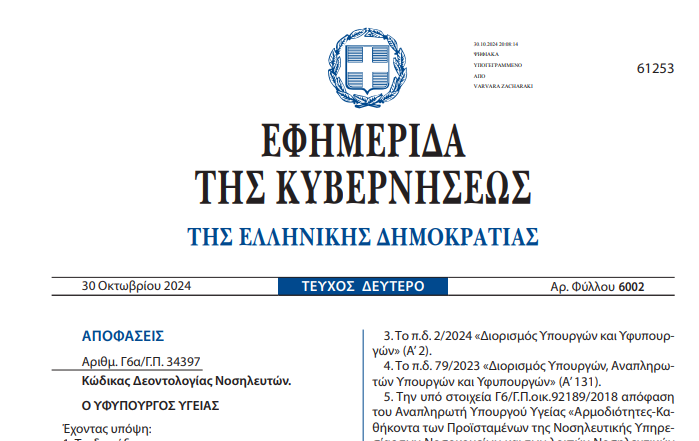 30.10.2024 20:08:14
ΨΗΦΙΑΚΑ
ΥΠΟΓΕΓΡΑΜΜΕΝΟ
ΑΠΟ
VARVARA ZACHARAKI
61253
ΕΦΗΜΕΡΙΔΑ
ΤΗΣ ΚΥΒΕΡΝΗΣΕΩΣ
ΤΗΣ ΕΛΛΗΝΙΚΗΣ ΔΗΜΟΚΡΑΤΙΑΣ
30 Οκτωβρίου 2024
ΤΕΥΧΟΣ ΔΕΥΤΕΡΟ
Αρ. Φύλλου 6002
ΑΠΟΦΑΣΕΙΣ
Αριθμ. Γ6α/Γ.Π. 34397
Κώδικας Δεοντολογίας Νοσηλευτών.
Ο ΥΦΥΠΟΥΡΓΟΣ ΥΓΕΙΑΣ
Έχοντας υπόψη:
3. Το π.δ. 2/2024 «Διορισμός Υπουργών και Υφυπουρ-
γών» (Α’ 2).
4. Το π.δ. 79/2023 «Διορισμός Υπουργών, Αναπληρω-
τών Υπουργών και Υφυπουργών» (Α’ 131).
5. Την υπό στοιχεία Γ6/Γ.Π.οικ.92189/2018 απόφαση
του Αναπληρωτή Υπουργού Υγείας «Αρμοδιότητες-Κα-
θήκοντα των Προϊσταμένων της Νοσηλευτικής Υπηρε-